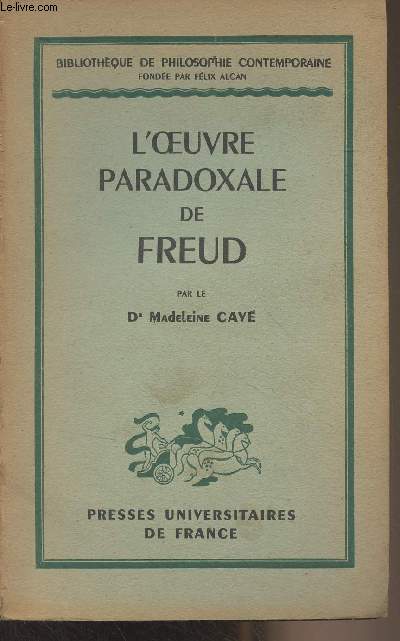 Le-livre.com
BIBLIOTHÈQUE DE PHILOSOPHIE CONTEMPORAINE
FONDÉE PAR FÉLIX ALCAN
L'ŒUVRE
PARADOXALE
DE
FREUD
PAR LE
Dr Madeleine CAVÉ
PRESSES UNIVERSITAIRES
DE FRANCE